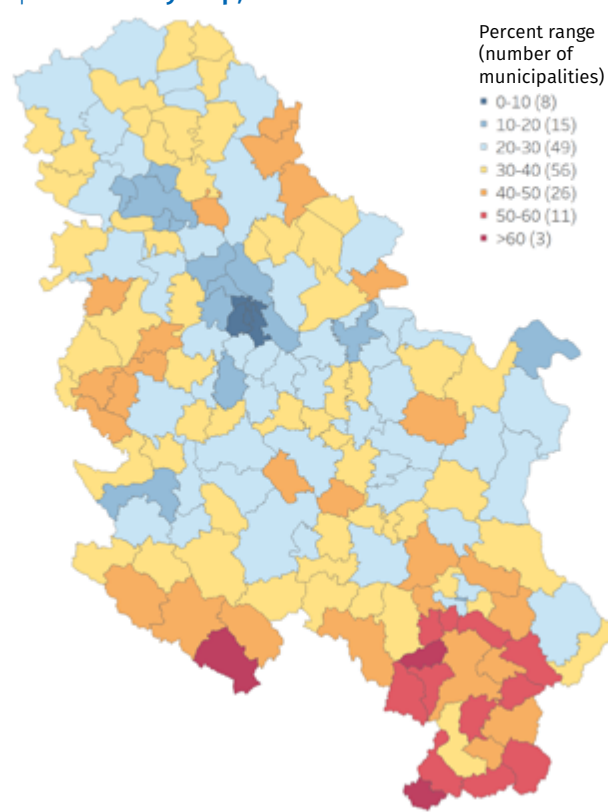 Percent range
(number of
municipalities)
0-10 (8)
10-20 (15)
20-30 (49)
30-40 (56)
40-50 (26)
50-60 (11)
>60 (3)